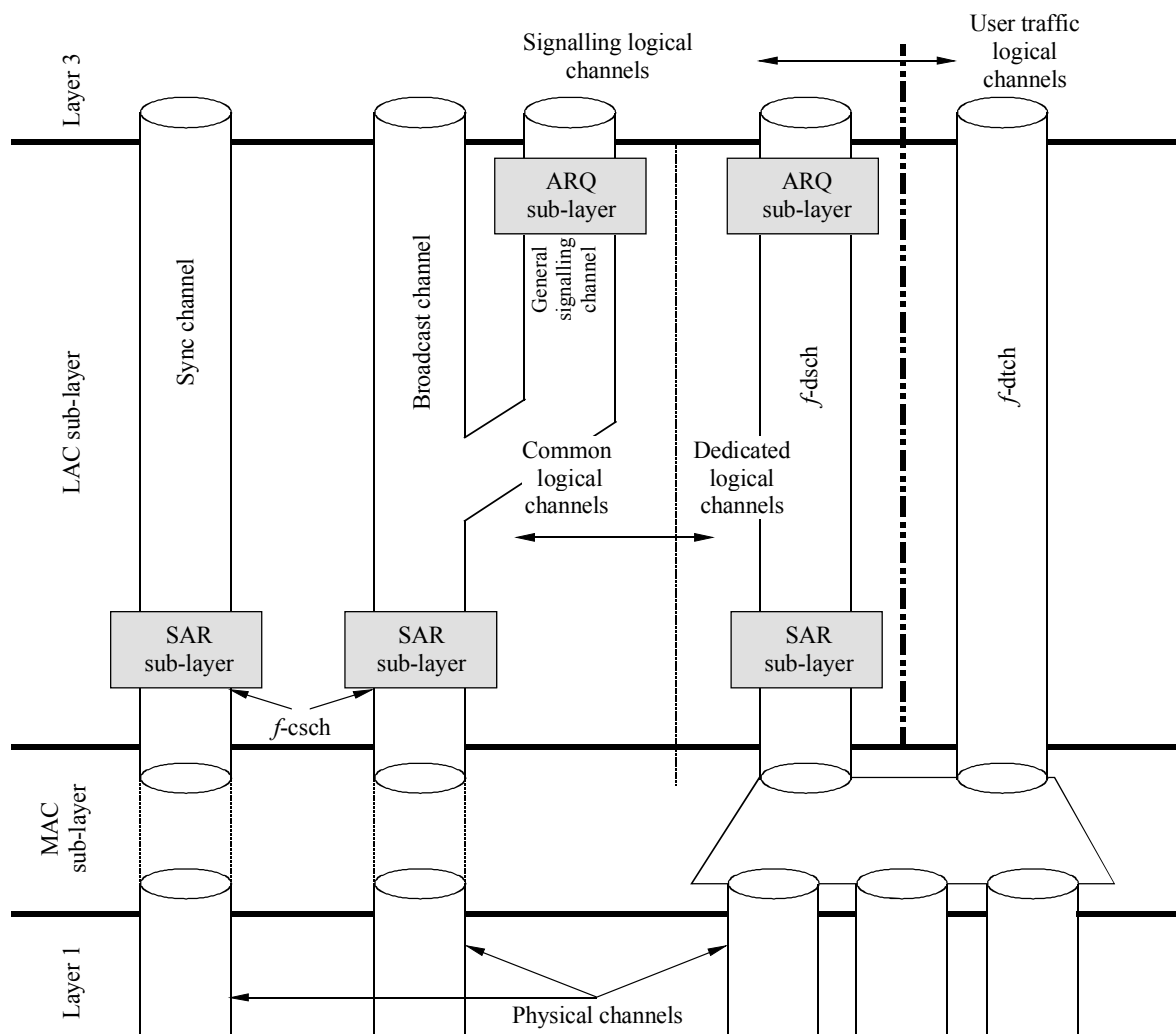 Signalling logical
channels
User traffic
logical
channels
Layer 3
ARQ
sub-layer
ARQ
sub-layer
General
signalling
channel
Sync channel
Broadcast channel
f-dsch
f-dtch
LAC sub-layer
Common
logical
channels
Dedicated
logical
channels
SAR
sub-layer
SAR
sub-layer
SAR
sub-layer
f-csch
MAC
sub-layer
Layer 1
Physical channels